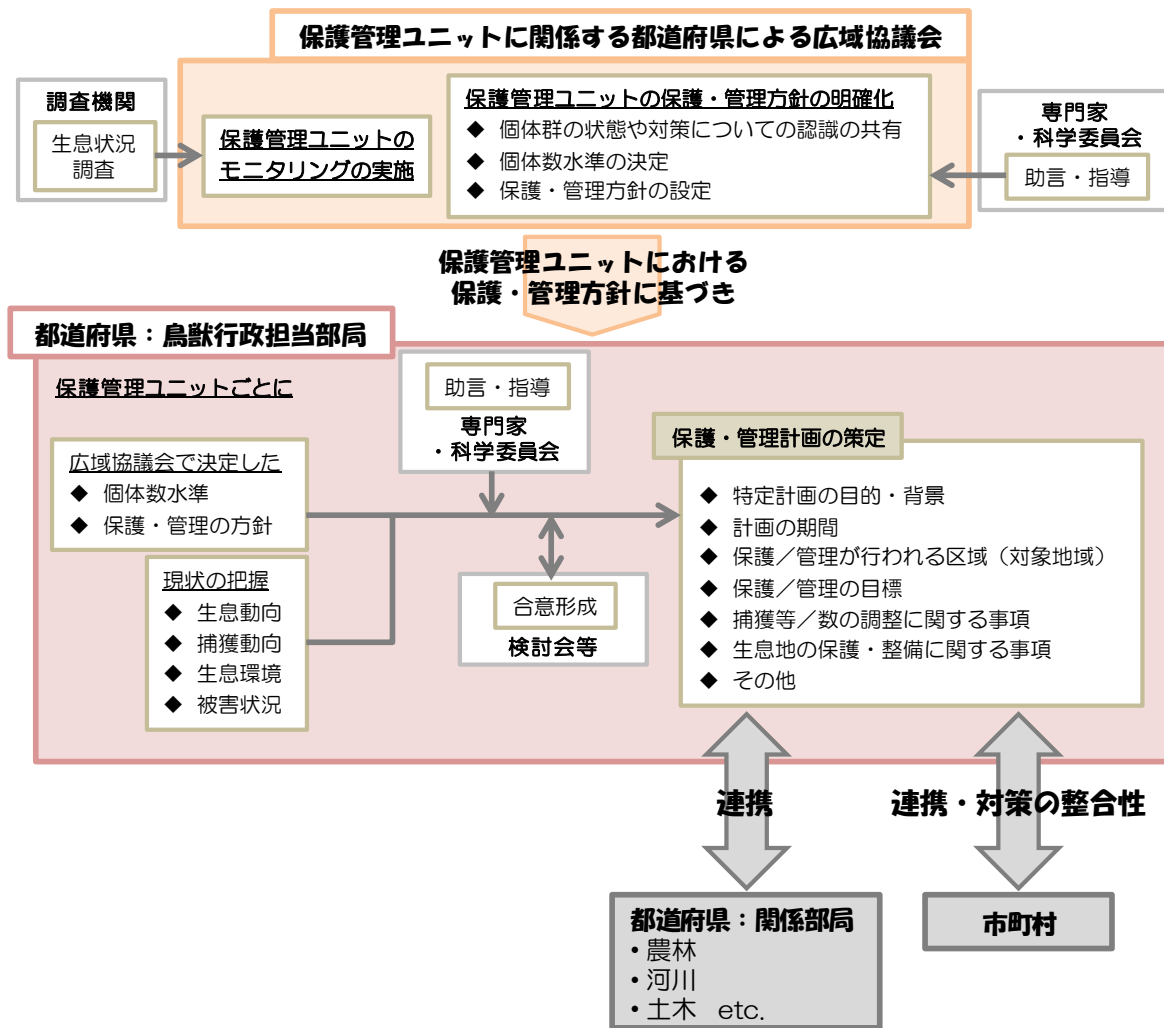 保護管理ユニットに関係する都道府県による広域協議会
調査機関
生息状況
調査
保護管理ユニットの
モニタリングの実施
保護管理ユニットの保護・管理方針の明確化
◆ 個体群の状態や対策についての認識の共有
◆ 個体数水準の決定
◆ 保護・管理方針の設定
専門家
・科学委員会
助言・指導
保護管理ユニットにおける
保護・管理方針に基づき
都道府県：鳥獣行政担当部局
保護管理ユニットごとに
広域協議会で決定した
◆ 個体数水準
◆ 保護・管理の方針
現状の把握
◆ 生息動向
◆ 捕獲動向
◆ 生息環境
◆ 被害状況
助言・指導
専門家
・科学委員会
合意形成
検討会等
保護・管理計画の策定
◆ 特定計画の目的・背景
◆ 計画の期間
◆ 保護／管理が行われる区域（対象地域）
◆ 保護／管理の目標
◆ 捕獲等／数の調整に関する事項
◆ 生息地の保護・整備に関する事項
◆ その他
連携
連携・対策の整合性
都道府県：関係部局
・農林
・河川
・土木 etc.
市町村